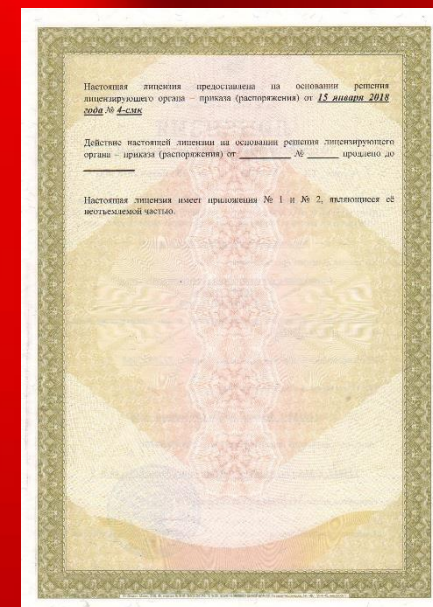 Настоящая лицензия предоставлена на основании решения
лицензирующего органа – приказа (распоряжения) от 15 января 2018
года № 4-смк
Действие настоящей лицензии на основании решения лицензирующего
органа – приказа (распоряжения) от __________ № ______ продлено до
__________
Настоящая лицензия имеет приложения № 1 и № 2, являющиеся её
неотъемлемой частью.